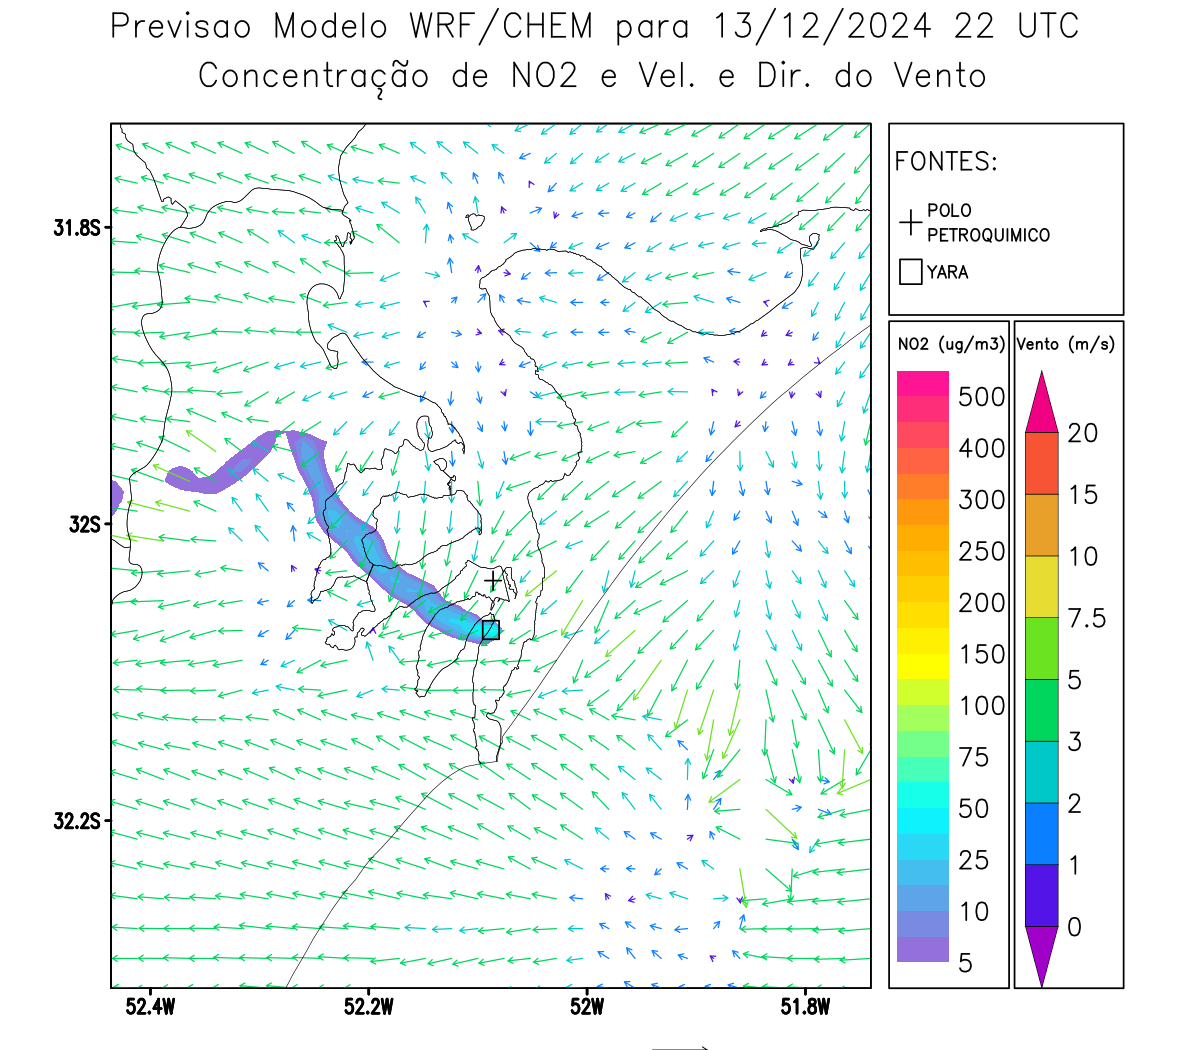 Previsao Modelo WRF/CHEM para 13/12/2024 22 UTC
Concentração de NO2 e Vel. e Dir. do Vento
FONTES:
POLO
PETROQUIMICO
YARA
NO2 (ug/m3)
500
400
300
250
200
150
100
75
50
25
10
5
Vento (m/s)
20
15
10
7.5
5
3
2
1
0
31.8S
32S
32.2S
52.4W
52.2W
52W
51.8W